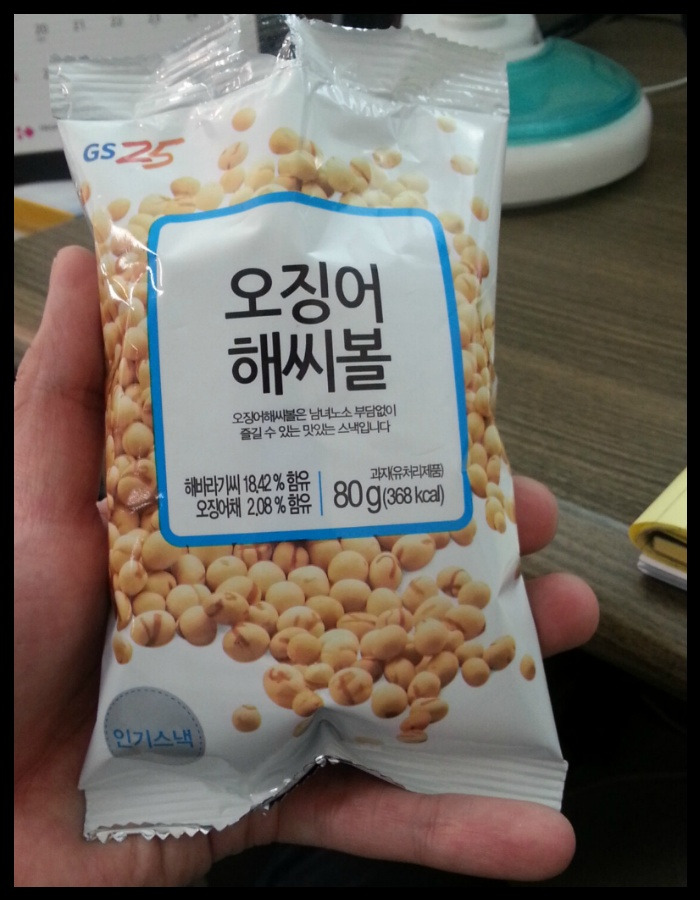 GS25
오징어
해씨볼
오징어해씨볼은 남녀노소 부담없이
즐길 수 있는 맛있는 스낵입니다
해바라기씨 18.42 % 함유
오징어채 2.08 % 함유
과자(유처리제품)
80 g(368 kcal)
인기스낵